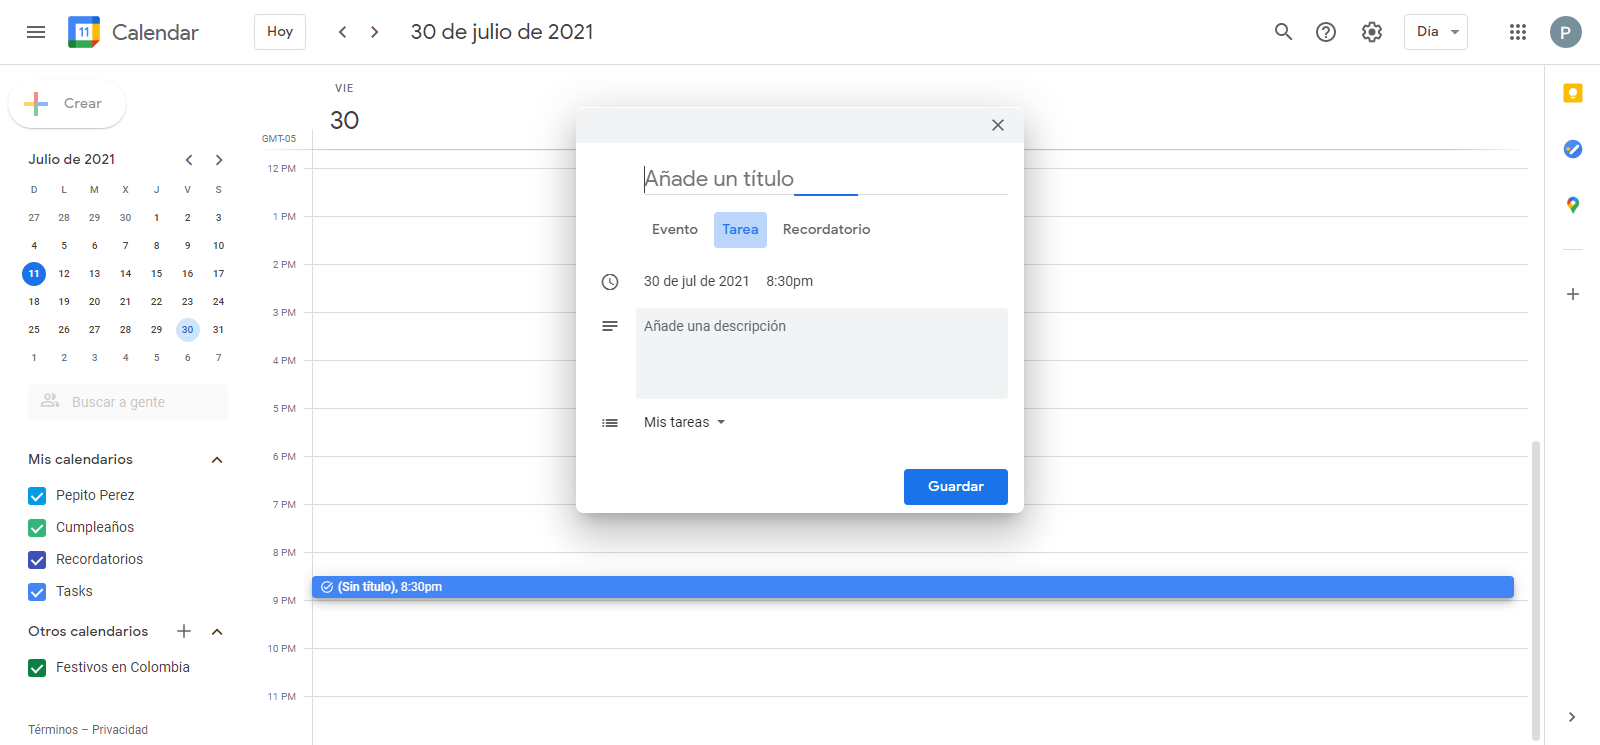 11 Calendar
Hoy
30 de julio de 2021
Día
P
Crear
Julio de 2021
D L M X J V S
27 28 29 30 1 2 3
4 5 6 7 8 9 10
11 12 13 14 15 16 17
18 19 20 21 22 23 24
25 26 27 28 29 30 31
1 2 3 4 5 6 7
Buscar a gente
Mis calendarios
Pepito Perez
Cumpleaños
Recordatorios
Tasks
Otros calendarios
Festivos en Colombia
Términos – Privacidad
VIE
30
GMT-05
12 PM
1 PM
2 PM
3 PM
4 PM
5 PM
6 PM
7 PM
8 PM
9 PM
10 PM
11 PM
(Sin título), 8:30pm
Añade un título
Evento Tarea Recordatorio
30 de jul de 2021 8:30pm
Añade una descripción
Mis tareas
Guardar